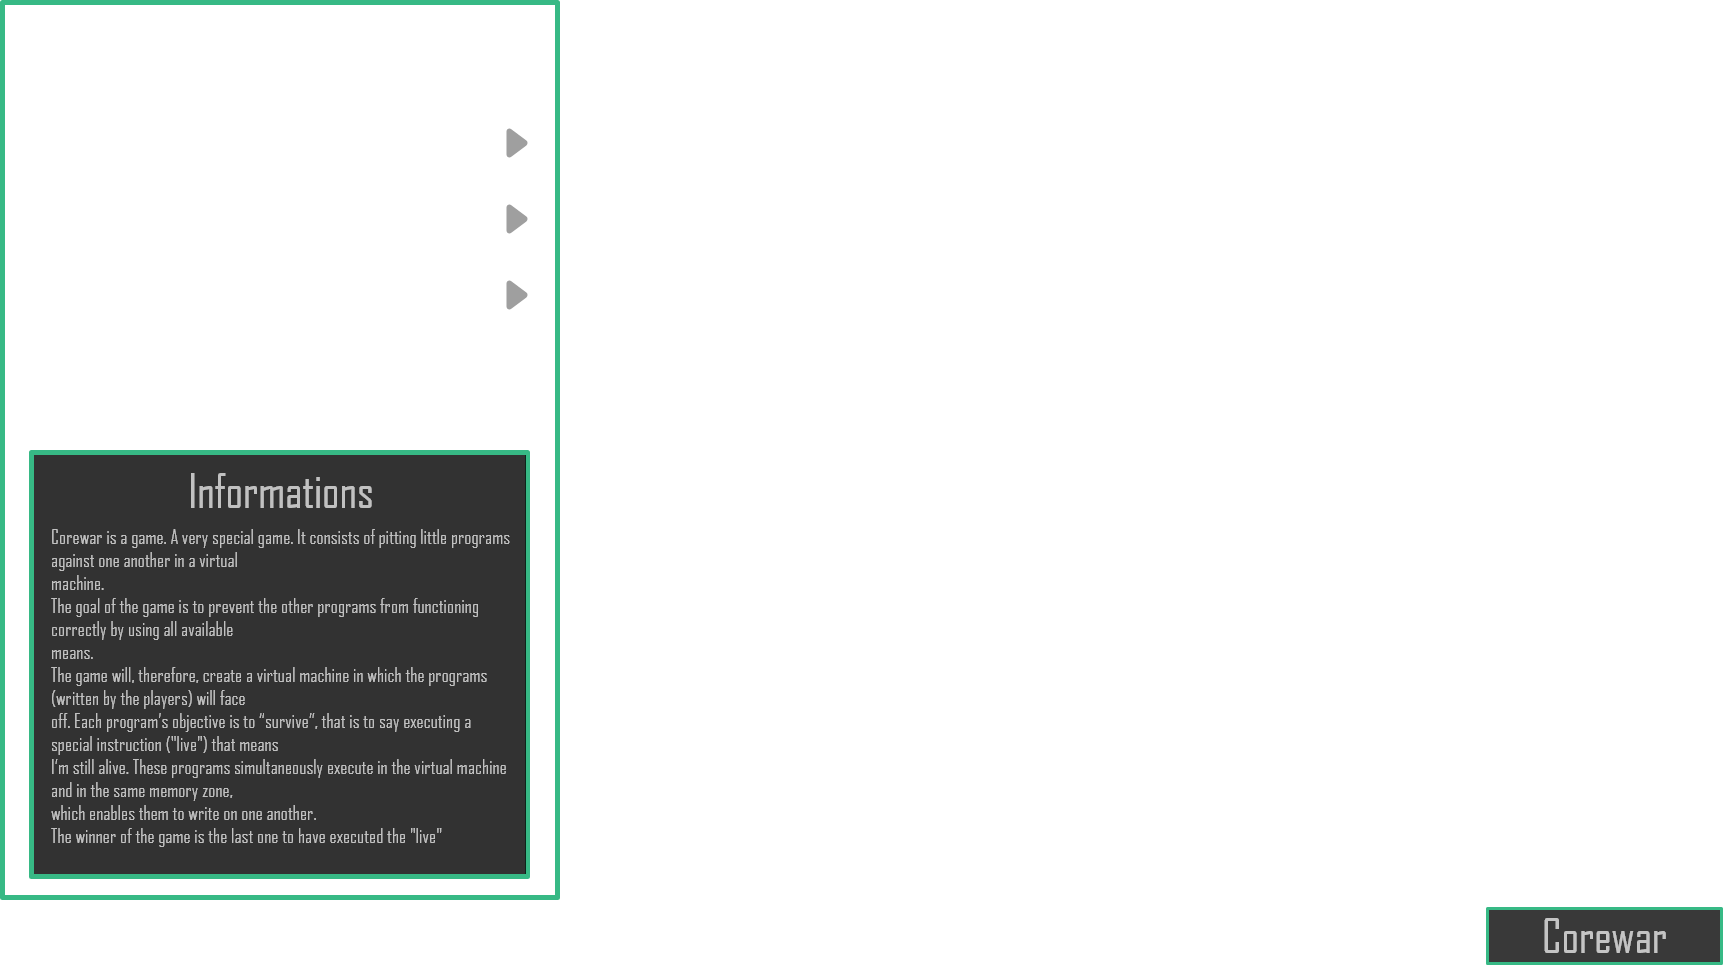 Informations
Corewar is a game. A very special game. It consists of pitting little programs
against one another in a virtual
machine.
The goal of the game is to prevent the other programs from functioning
correctly by using all available
means.
The game will, therefore, create a virtual machine in which the programs
(written by the players) will face
off. Each program’s objective is to “survive”, that is to say executing a
special instruction ("live") that means
I’m still alive. These programs simultaneously execute in the virtual machine
and in the same memory zone,
which enables them to write on one another.
The winner of the game is the last one to have executed the "live"
Corewar